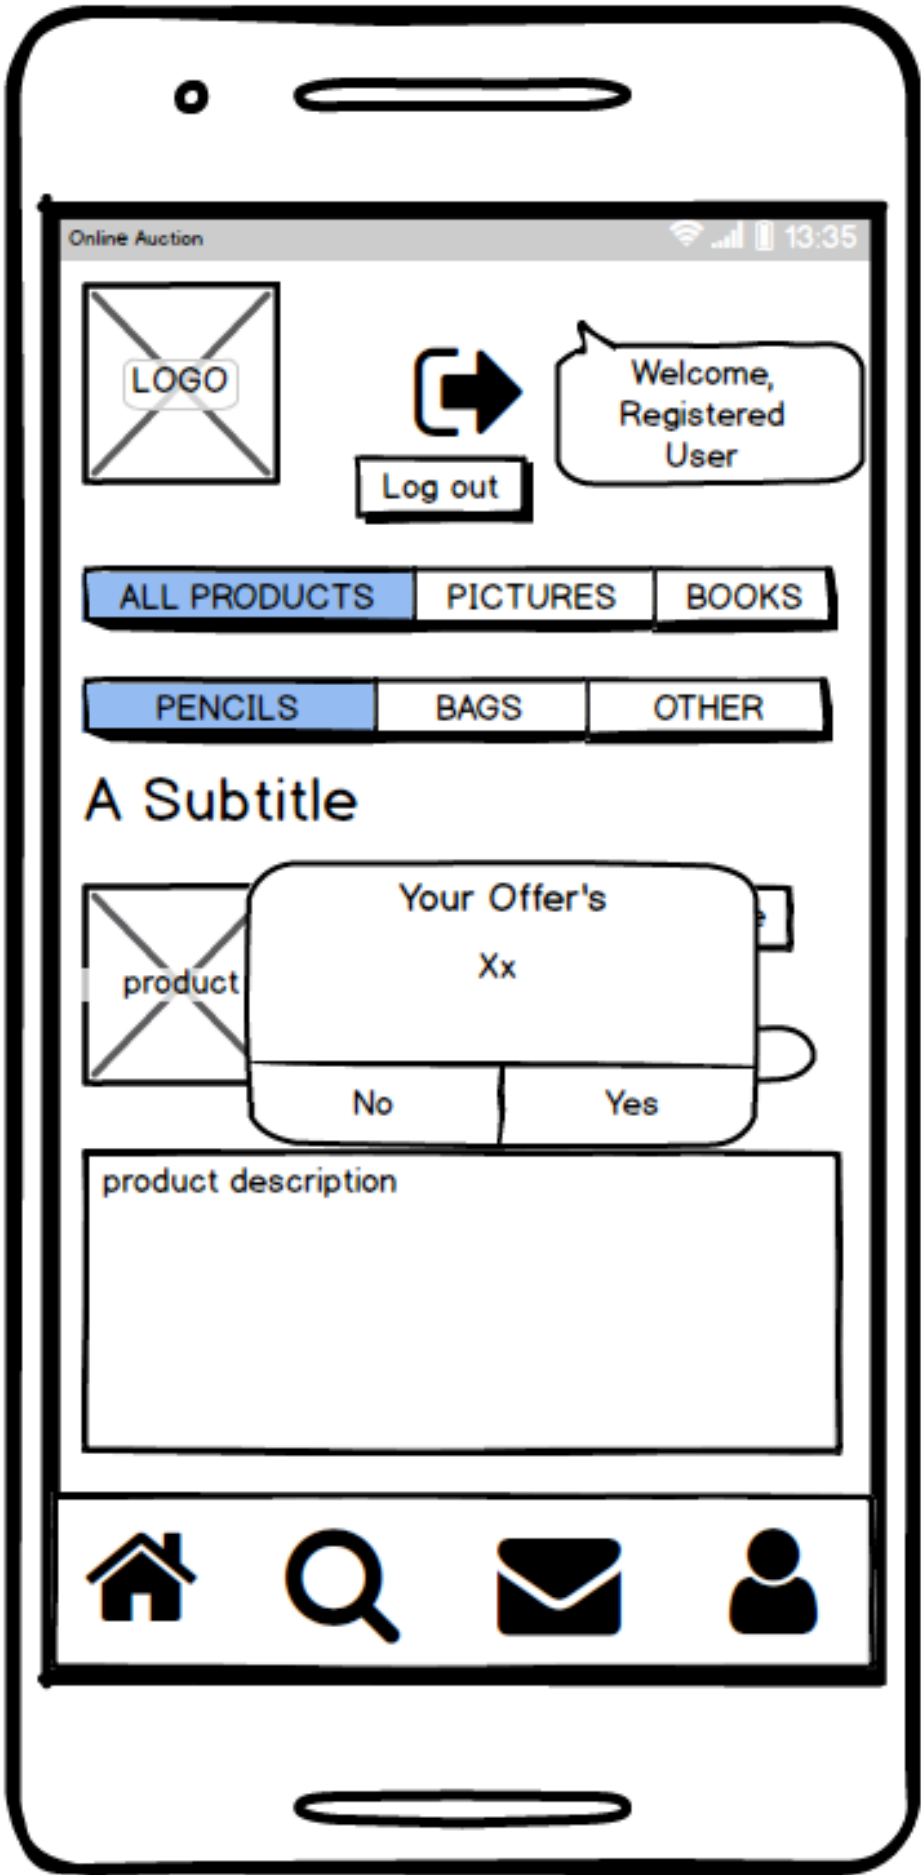 Online Auction 13:35
LOGO
Welcome,
Registered
User
Log out
ALL PRODUCTS PICTURES BOOKS
PENCILS BAGS OTHER
A Subtitle
Your Offer's
product
Xx
No Yes
product description